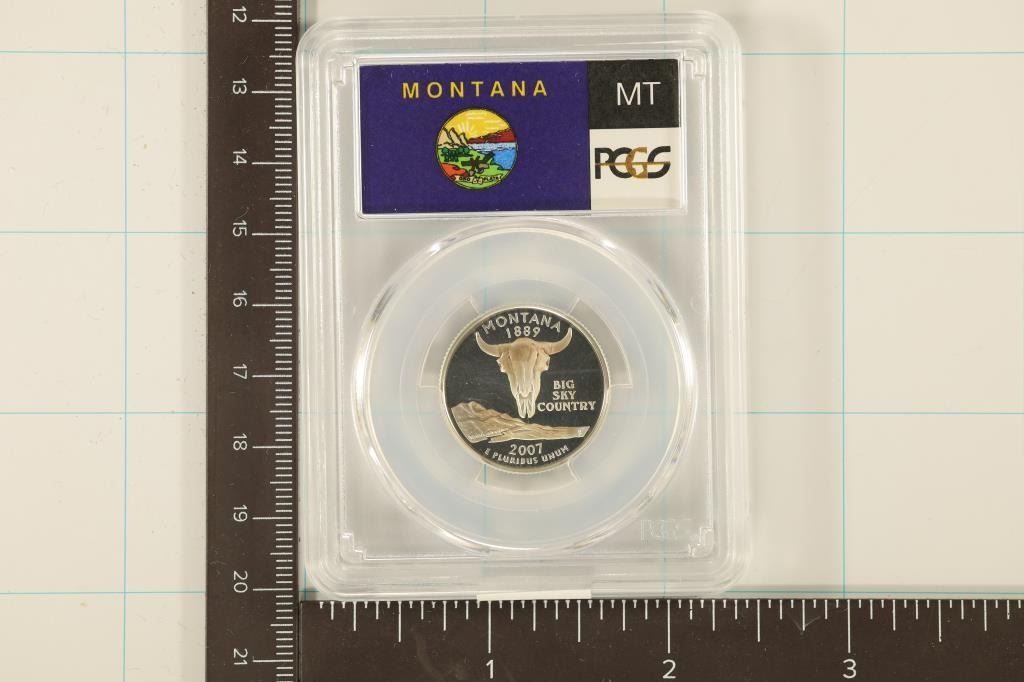 MONTANA
MT
PCGS
MONTANA
1889
BIG
SKY
COUNTRY
2007
E PLURIBUS UNUM
PCGS
12
13
14
15
16
17
18
19
20
21
1 2 3